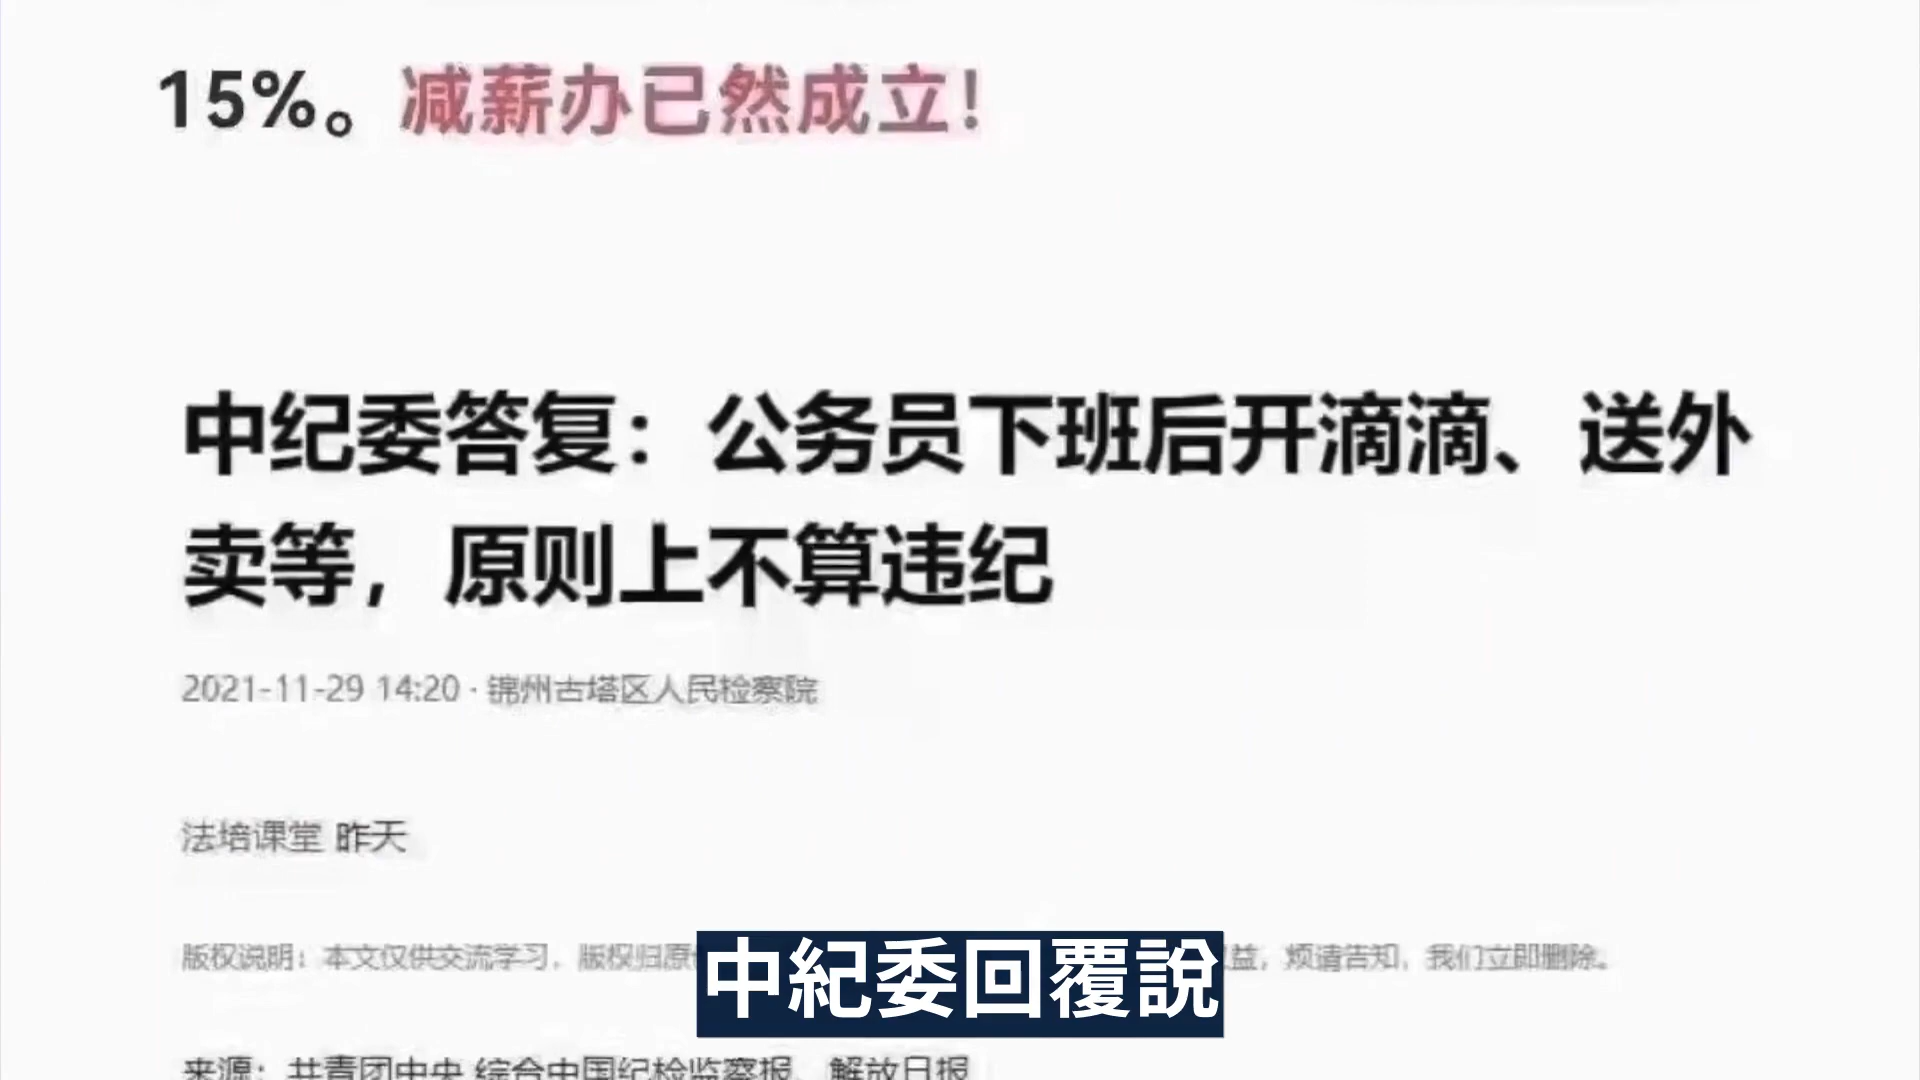 15%。减薪办已然成立!
中纪委答复：公务员下班后开滴滴、送外
卖等，原则上不算违纪
2021-11-29 14:20 · 锦州古塔区人民检察院
法培课堂 昨天
版权说明：本文仅供交流学习，版权归原 益，烦请告知，我们立即删除。
中紀委回覆說
来源：共青团中央 综合中国纪检监察报、解放日报